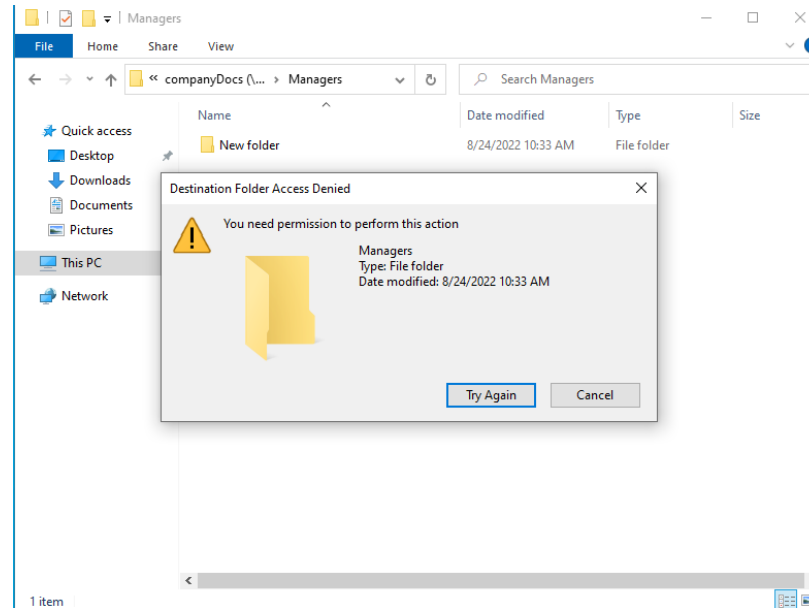 Managers
File Home Share View
« companyDocs (\... › Managers
Search Managers
Name Date modified Type Size
Quick access
New folder 8/24/2022 10:33 AM File folder
Desktop
Downloads
Documents
Pictures
This PC
Network
Destination Folder Access Denied
You need permission to perform this action
Managers
Type: File folder
Date modified: 8/24/2022 10:33 AM
Try Again Cancel
1 item